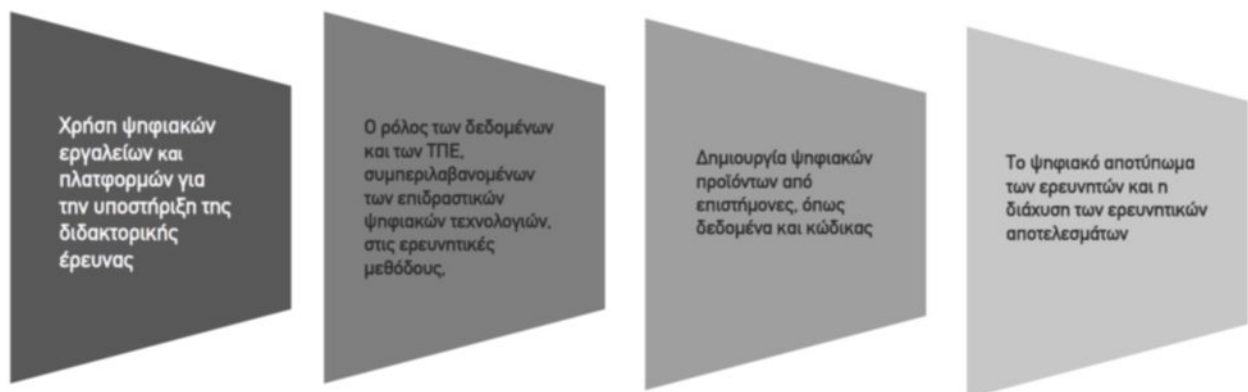 Χρήση ψηφιακών
εργαλείων και
πλατφορμών για
την υποστήριξη της
διδακτορικής
έρευνας
Ο ρόλος των δεδομένων
και των ΤΠΕ,
συμπεριλαβανομένων
των επιδραστικών
ψηφιακών τεχνολογιών,
στις ερευνητικές
μεθόδους,
Δημιουργία ψηφιακών
προϊόντων από
επιστήμονες, όπως
δεδομένα και κώδικας
Το ψηφιακό αποτύπωμα
των ερευνητών και η
διάχυση των ερευνητικών
αποτελεσμάτων